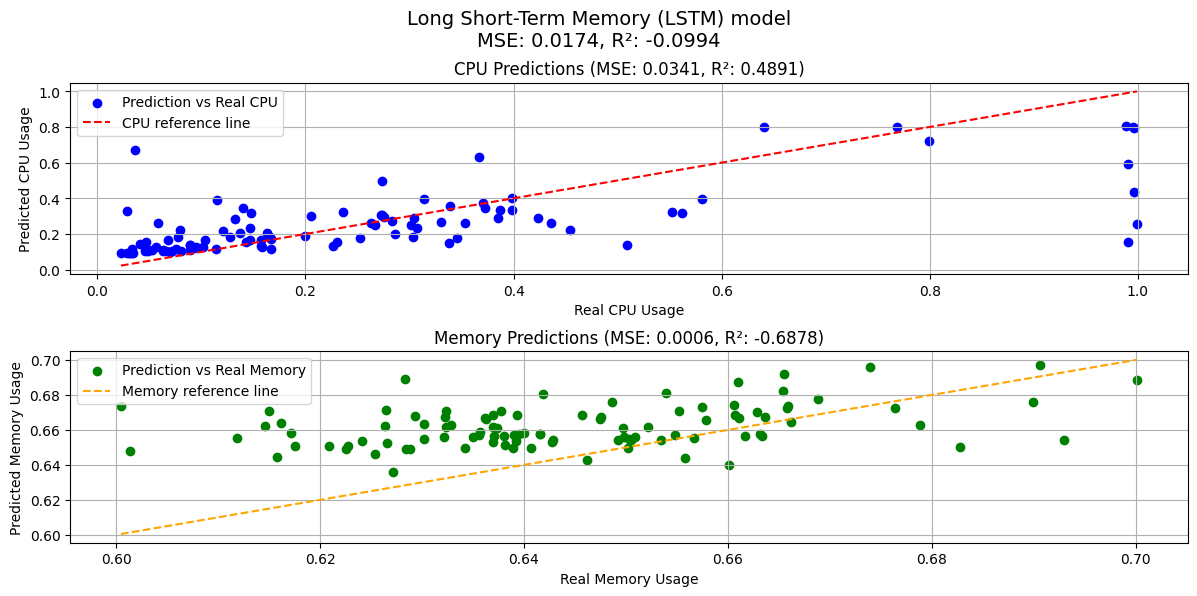 Long Short-Term Memory (LSTM) model
MSE: 0.0174, R²: -0.0994
CPU Predictions (MSE: 0.0341, R²: 0.4891)
Prediction vs Real CPU
CPU reference line
Predicted CPU Usage
1.0
0.8
0.6
0.4
0.2
0.0
0.0 0.2 0.4 0.6 0.8 1.0
Real CPU Usage
Memory Predictions (MSE: 0.0006, R²: -0.6878)
Prediction vs Real Memory
Memory reference line
Predicted Memory Usage
0.70
0.68
0.66
0.64
0.62
0.60
0.60 0.62 0.64 0.66 0.68 0.70
Real Memory Usage